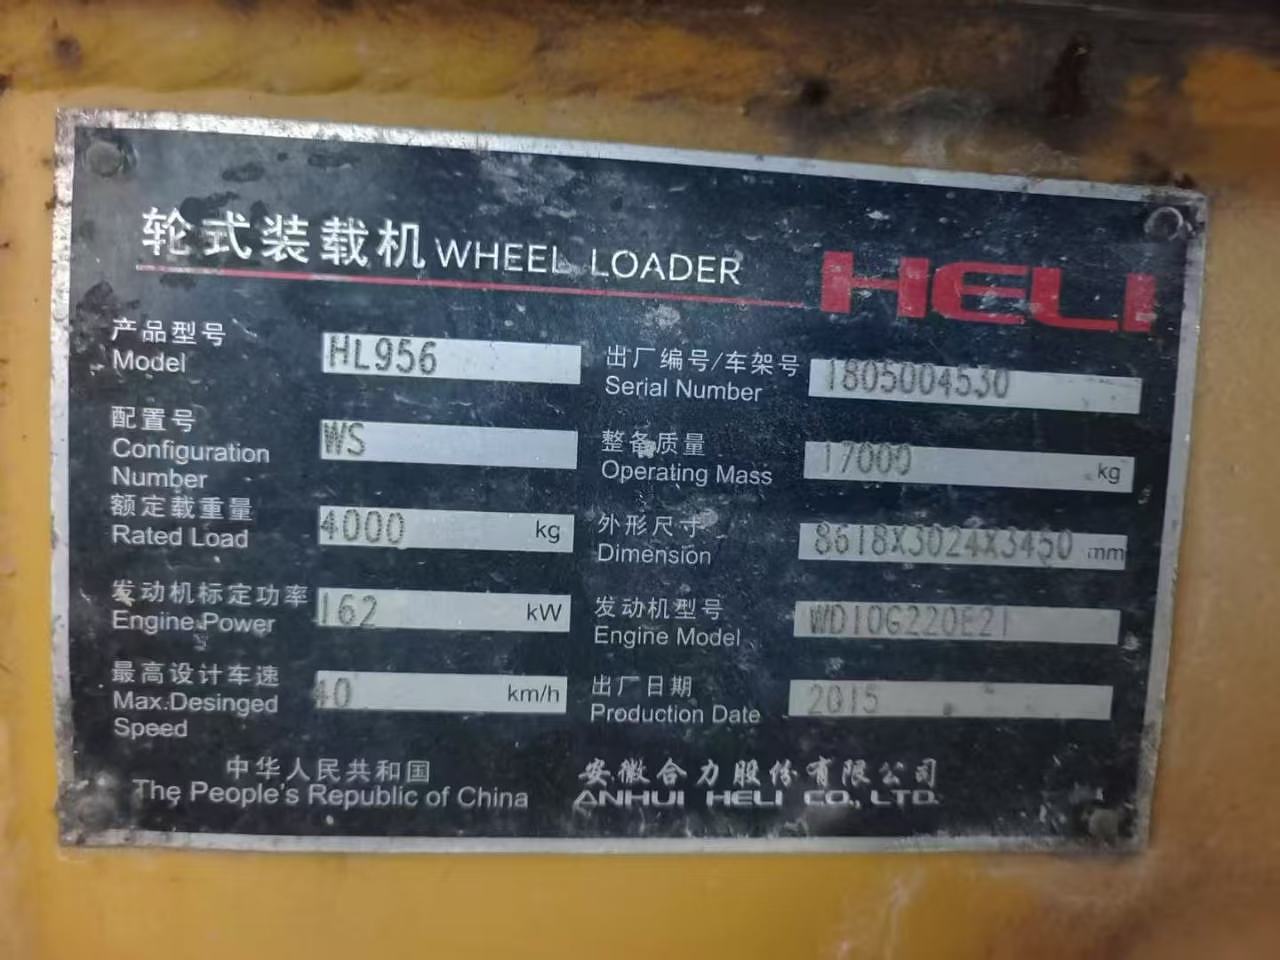 轮式装载机 WHEEL LOADER HELI
产品型号
Model HL956
出厂编号/车架号
Serial Number 1805004530
配置号
Configuration
Number WS
整备质量
Operating Mass 17000 kg
额定载重量
Rated Load 4000 kg
外形尺寸
Dimension 8618X3024X3450 mm
发动机标定功率
Engine Power 162 kW
发动机型号
Engine Model WD10G220E21
最高设计车速
Max.Desinged
Speed 40 km/h
出厂日期
Production Date 2015
中华人民共和国
The People's Republic of China
安徽合力股份有限公司
ANHUI HELI CO., LTD.